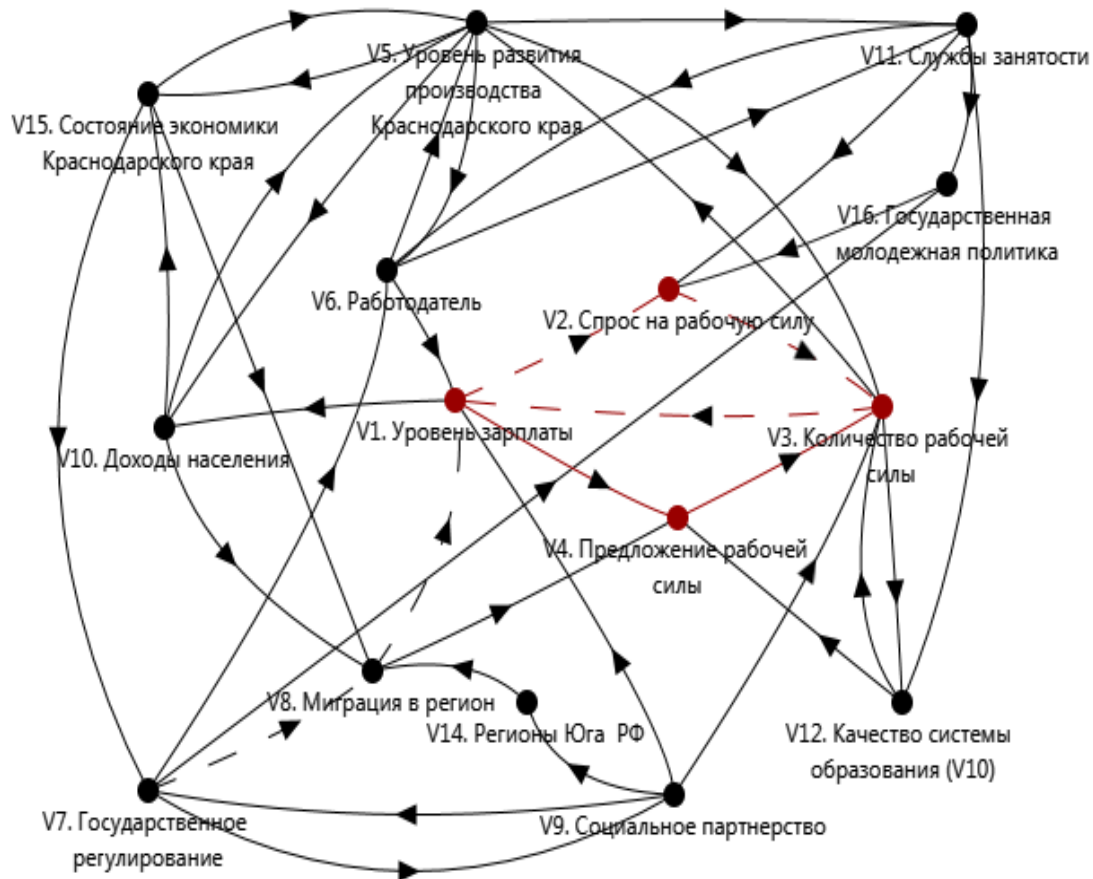 V5. Уровень развития
производства
Краснодарского края
V11. Службы занятости
V15. Состояние экономики
Краснодарского края
V16. Государственная
молодежная политика
V6. Работодатель
V2. Спрос на рабочую силу
V1. Уровень зарплаты
V3. Количество рабочей
силы
V10. Доходы населения
V4. Предложение рабочей
силы
V8. Миграция в регион
V14. Регионы Юга РФ
V12. Качество системы
образования (V10)
V7. Государственное
регулирование
V9. Социальное партнерство